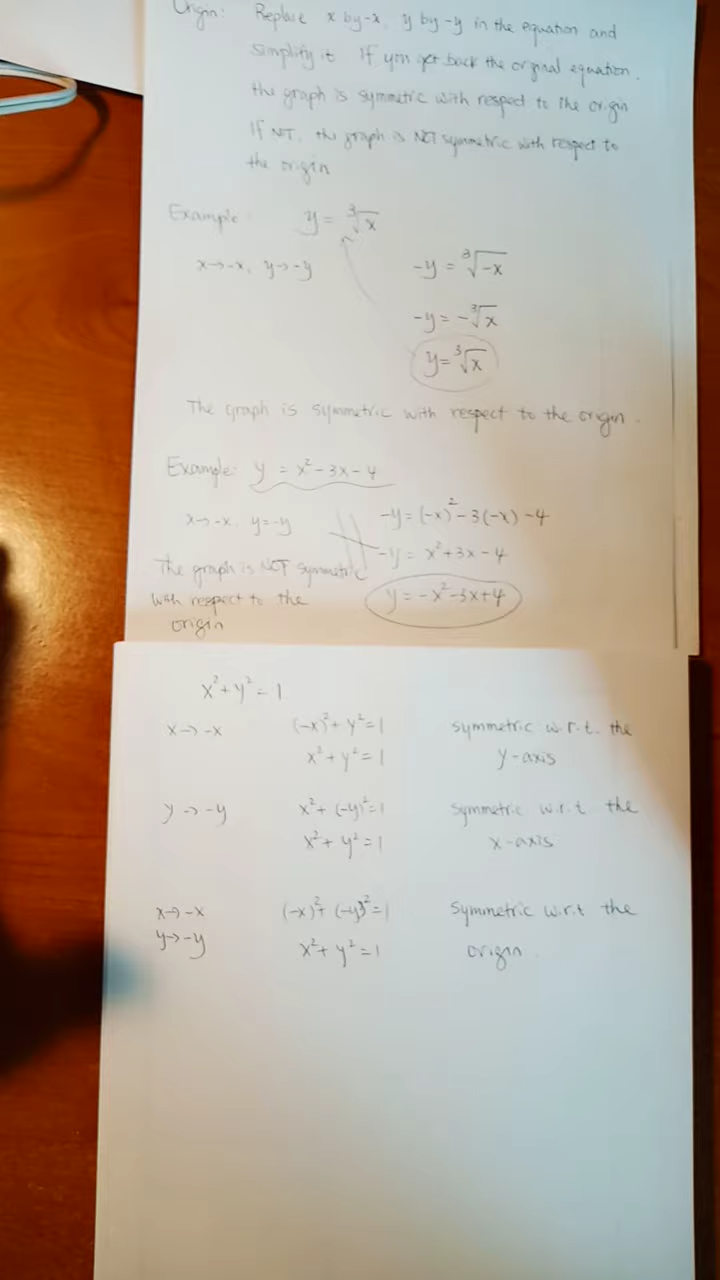 Origin: Replace x by -x, y by -y in the equation and
simplify it If you get back the original equation,
the graph is symmetric with respect to the origin
If NOT, the graph is NOT symmetric with respect to
the origin
Example y = ∛x
x→-x, y→-y -y = ∛-x
-y = -∛x
y = ∛x
The graph is symmetric with respect to the origin.
Example: y = x² - 3x - 4
x→-x, y=-y -y = (-x)² - 3(-x) - 4
-y = x² + 3x - 4
The graph is NOT symmetric
with respect to the y = -x² - 3x + 4
origin
x² + y² = 1
x→-x (-x)² + y² = 1 symmetric w.r.t. the
x² + y² = 1 y-axis
y→-y x² + (-y)² = 1 symmetric w.r.t the
x² + y² = 1 x-axis
x→-x (-x)² + (-y)² = 1 symmetric w.r.t the
y→-y x² + y² = 1 origin.